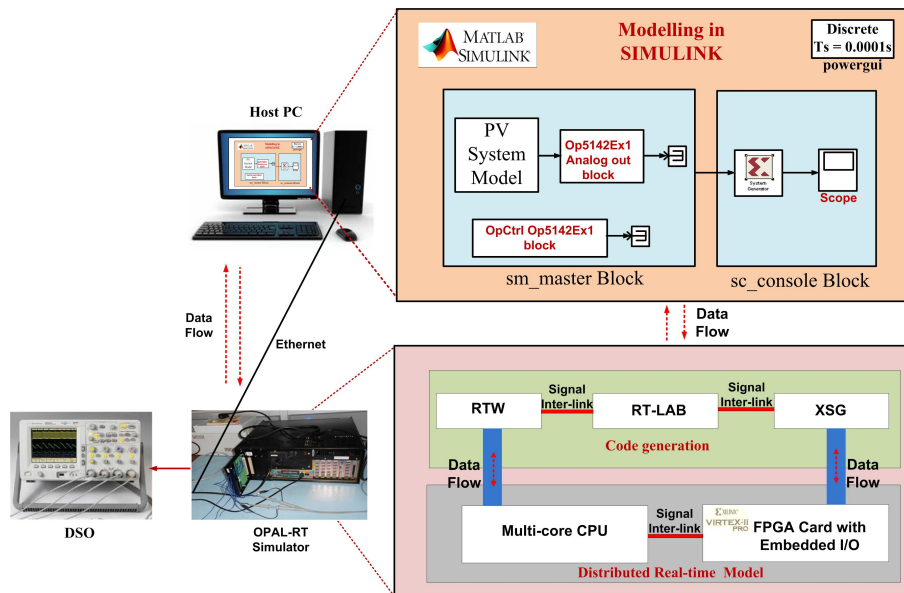 MATLAB
SIMULINK
Modelling in
SIMULINK
Discrete
Ts = 0.0001s
powergui
Host PC
PV
System
Model
Op5142Ex1
Analog out
block
System
Generator
Scope
OpCtrl Op5142Ex1
block
sm_master Block
sc_console Block
Data
Flow
Ethernet
Data
Flow
Signal
Inter-link
Signal
Inter-link
RTW
RT-LAB
XSG
Code generation
Data
Flow
Data
Flow
Multi-core CPU
Signal
Inter-link
XILINX
VIRTEX-II
PRO
FPGA Card with
Embedded I/O
Distributed Real-time Model
DSO
OPAL-RT
Simulator